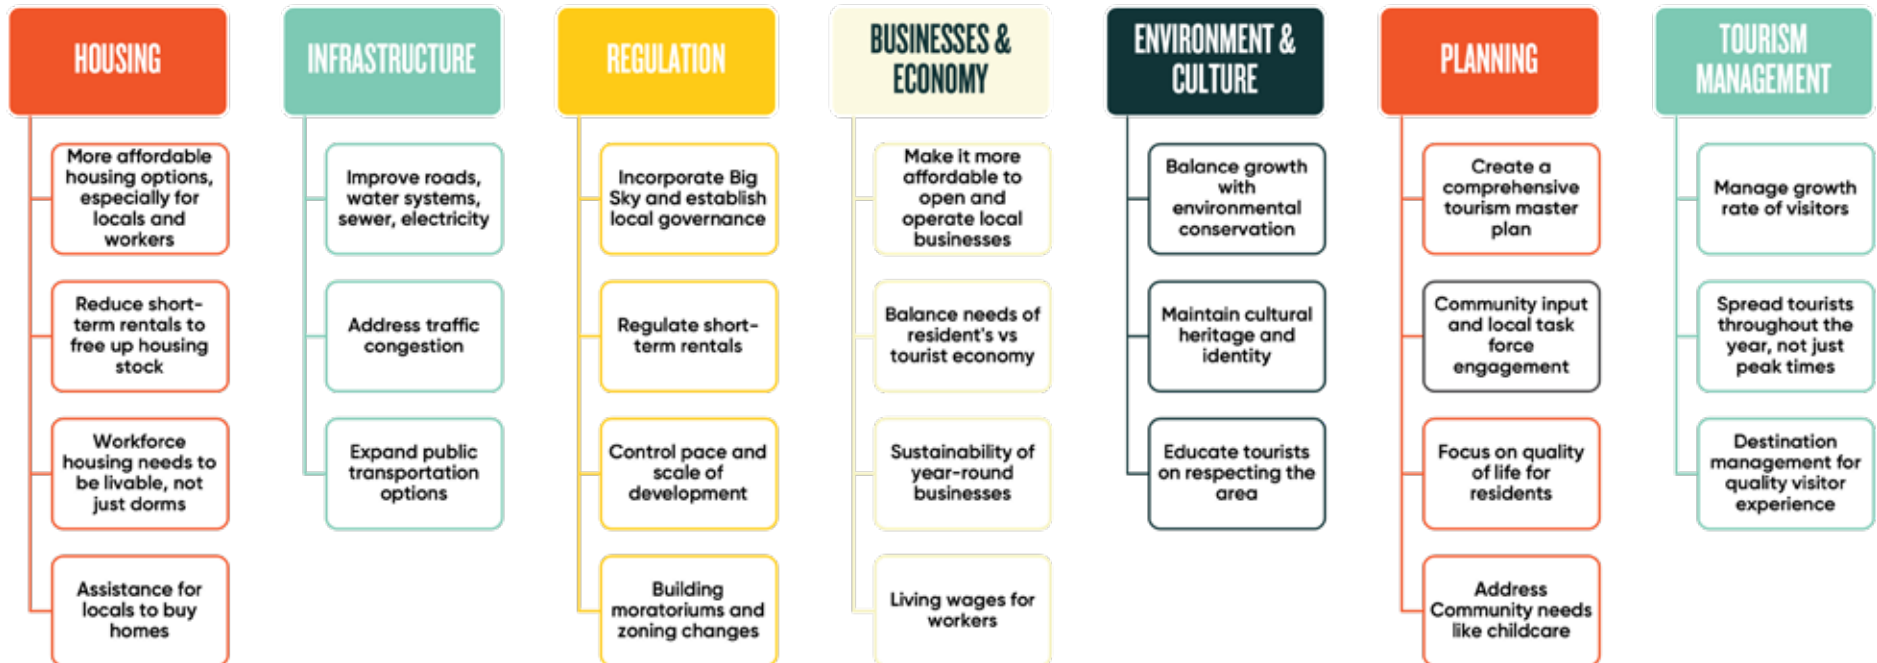 HOUSING
More affordable
housing options,
especially for
locals and
workers
Reduce short-
term rentals to
free up housing
stock
Workforce
housing needs to
be livable, not
just dorms
Assistance for
locals to buy
homes
INFRASTRUCTURE
Improve roads,
water systems,
sewer, electricity
Address traffic
congestion
Expand public
transportation
options
REGULATION
Incorporate Big
Sky and establish
local governance
Regulate short-
term rentals
Control pace and
scale of
development
Building
moratoriums and
zoning changes
BUSINESSES &
ECONOMY
Make it more
affordable to
open and
operate local
businesses
Balance needs of
resident's vs
tourist economy
Sustainability of
year-round
businesses
Living wages for
workers
ENVIRONMENT &
CULTURE
Balance growth
with
environmental
conservation
Maintain cultural
heritage and
identity
Educate tourists
on respecting the
area
PLANNING
Create a
comprehensive
tourism master
plan
Community input
and local task
force
engagement
Focus on quality
of life for
residents
Address
Community needs
like childcare
TOURISM
MANAGEMENT
Manage growth
rate of visitors
Spread tourists
throughout the
year, not just
peak times
Destination
management for
quality visitor
experience